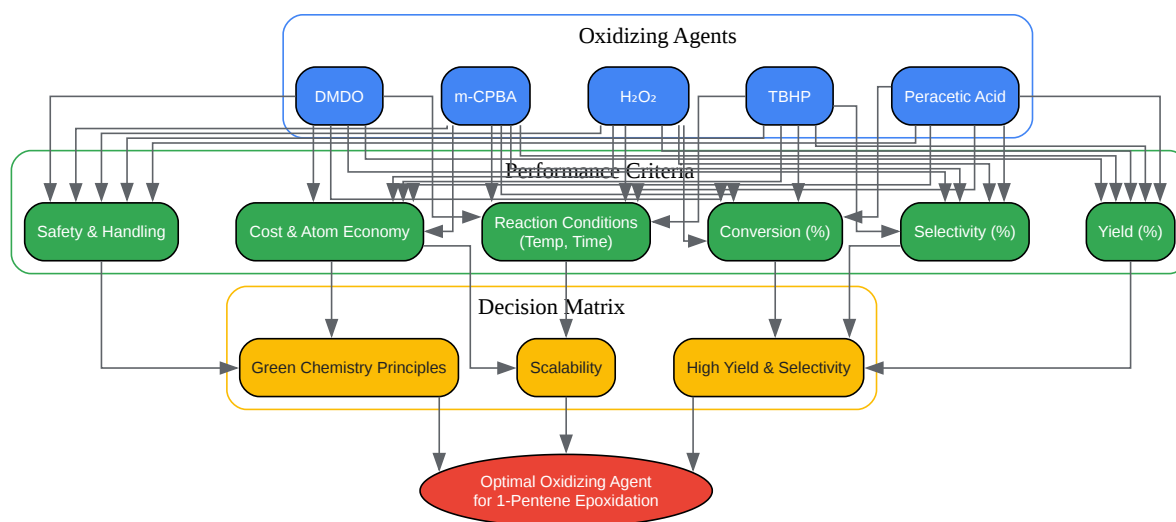 Oxidizing Agents
DMDO
m-CPBA
H₂O₂
TBHP
Peracetic Acid
Performance Criteria
Safety & Handling
Cost & Atom Economy
Reaction Conditions
(Temp, Time)
Conversion (%)
Selectivity (%)
Yield (%)
Decision Matrix
Green Chemistry Principles
Scalability
High Yield & Selectivity
Optimal Oxidizing Agent
for 1-Pentene Epoxidation